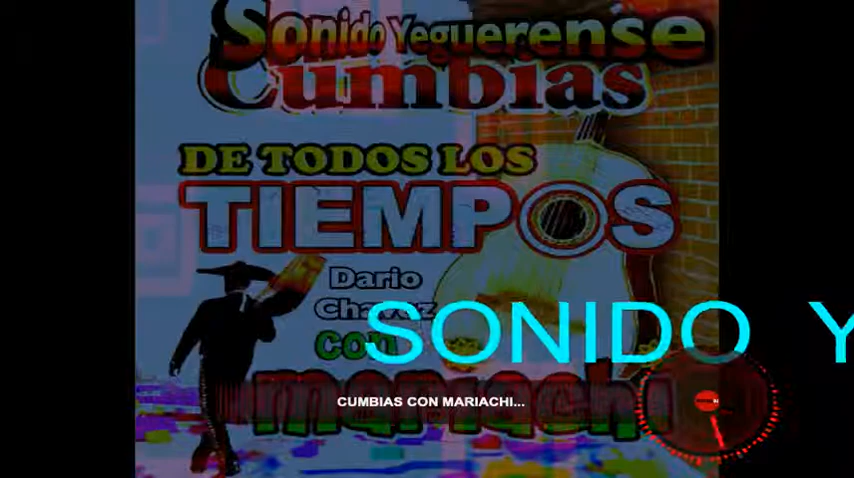 Sonido Yeguerense
Cumbias
DE TODOS LOS
TIEMPOS
Dario
Chavez
CON
SONIDO Y
mariachi
CUMBIAS CON MARIACHI...